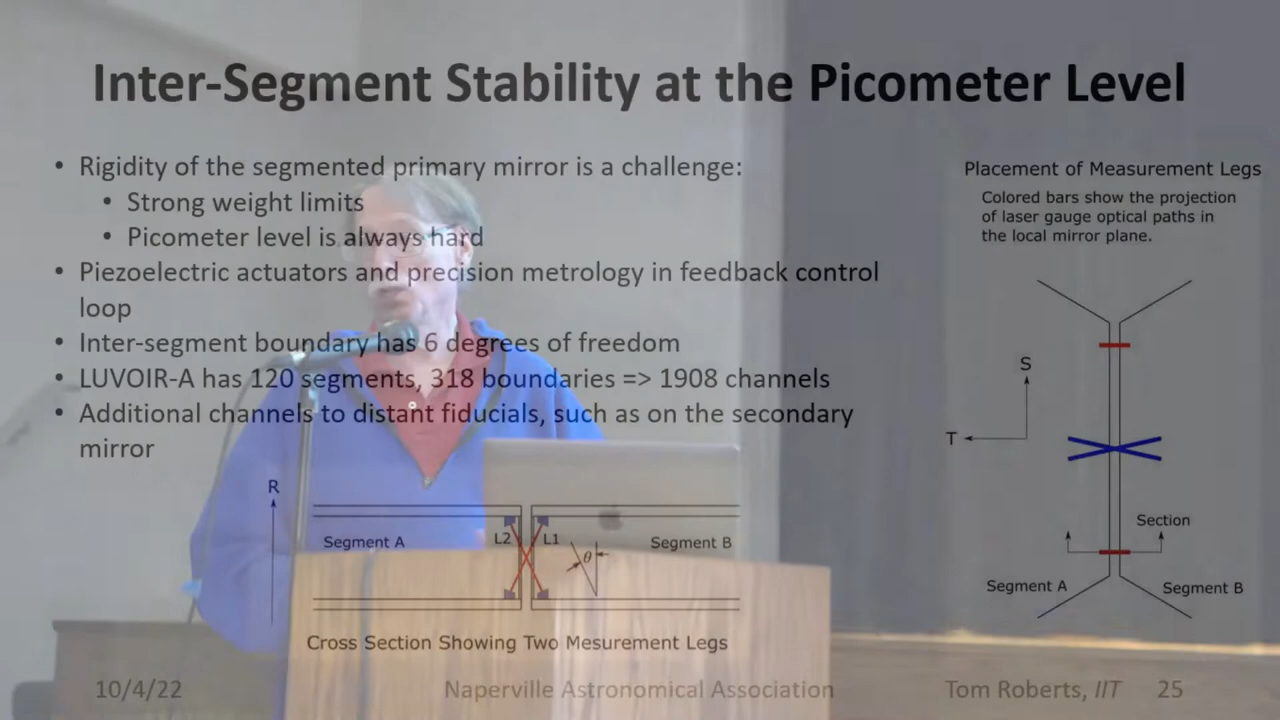 Inter-Segment Stability at the Picometer Level
• Rigidity of the segmented primary mirror is a challenge:
• Strong weight limits
• Picometer level is always hard
• Piezoelectric actuators and precision metrology in feedback control
loop
• Inter-segment boundary has 6 degrees of freedom
• LUVOIR-A has 120 segments, 318 boundaries => 1908 channels
• Additional channels to distant fiducials, such as on the secondary
mirror
Placement of Measurement Legs
Colored bars show the projection
of laser gauge optical paths in
the local mirror plane.
S
T
Section
Segment A
Segment B
R
Segment A
L2
L1
θ
Segment B
Cross Section Showing Two Mesurement Legs
10/4/22
Naperville Astronomical Association
Tom Roberts, IIT
25